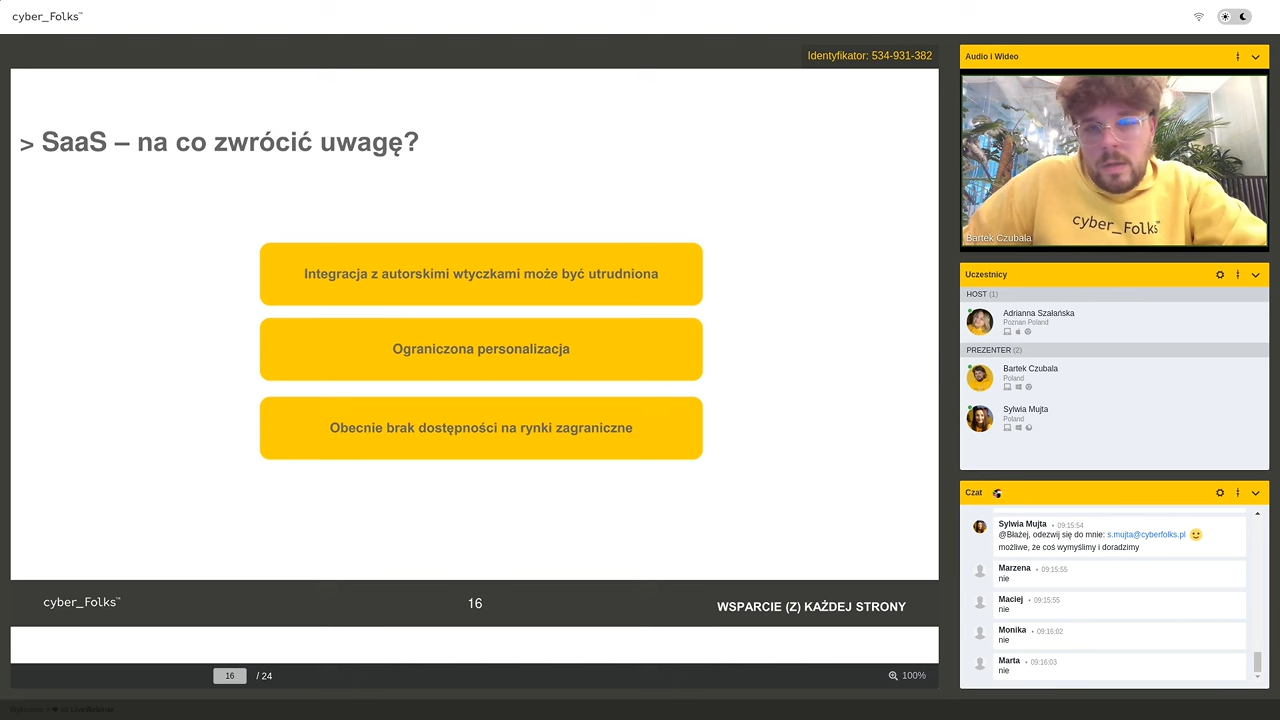 cyber_Folks™
Identyfikator: 534-931-382
> SaaS – na co zwrócić uwagę?
Integracja z autorskimi wtyczkami może być utrudniona
Ograniczona personalizacja
Obecnie brak dostępności na rynki zagraniczne
cyber_Folks™
16
WSPARCIE (Z) KAŻDEJ STRONY
16 / 24
100%
Audio i Wideo
cyber_Folks™
Bartek Czubala
Uczestnicy
HOST (1)
Adrianna Szałańska
Poznan Poland
PREZENTER (2)
Bartek Czubala
Poland
Sylwia Mujta
Poland
Czat
Sylwia Mujta • 09:15:54
@Błażej, odezwij się do mnie: s.mujta@cyberfolks.pl
możliwe, że coś wymyślimy i doradzimy
Marzena • 09:15:55
nie
Maciej • 09:15:55
nie
Monika • 09:16:02
nie
Marta • 09:16:03
nie